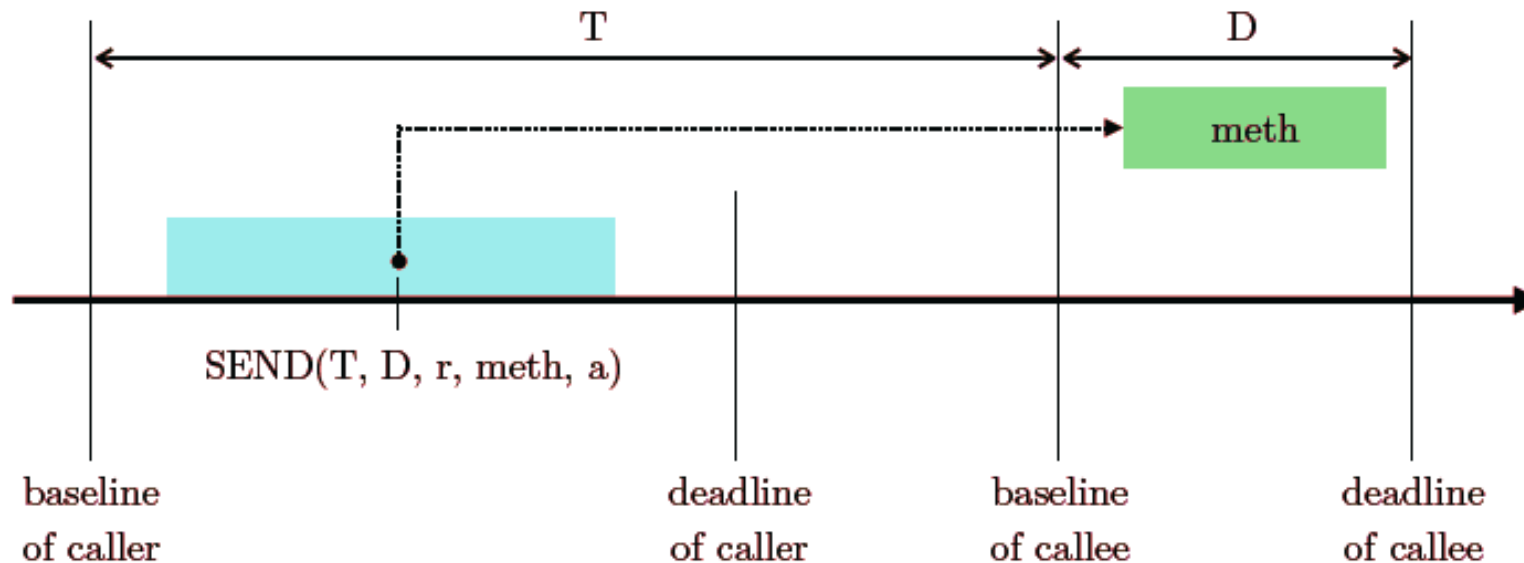 T
D
meth
SEND(T, D, r, meth, a)
baseline
of caller
deadline
of caller
baseline
of callee
deadline
of callee